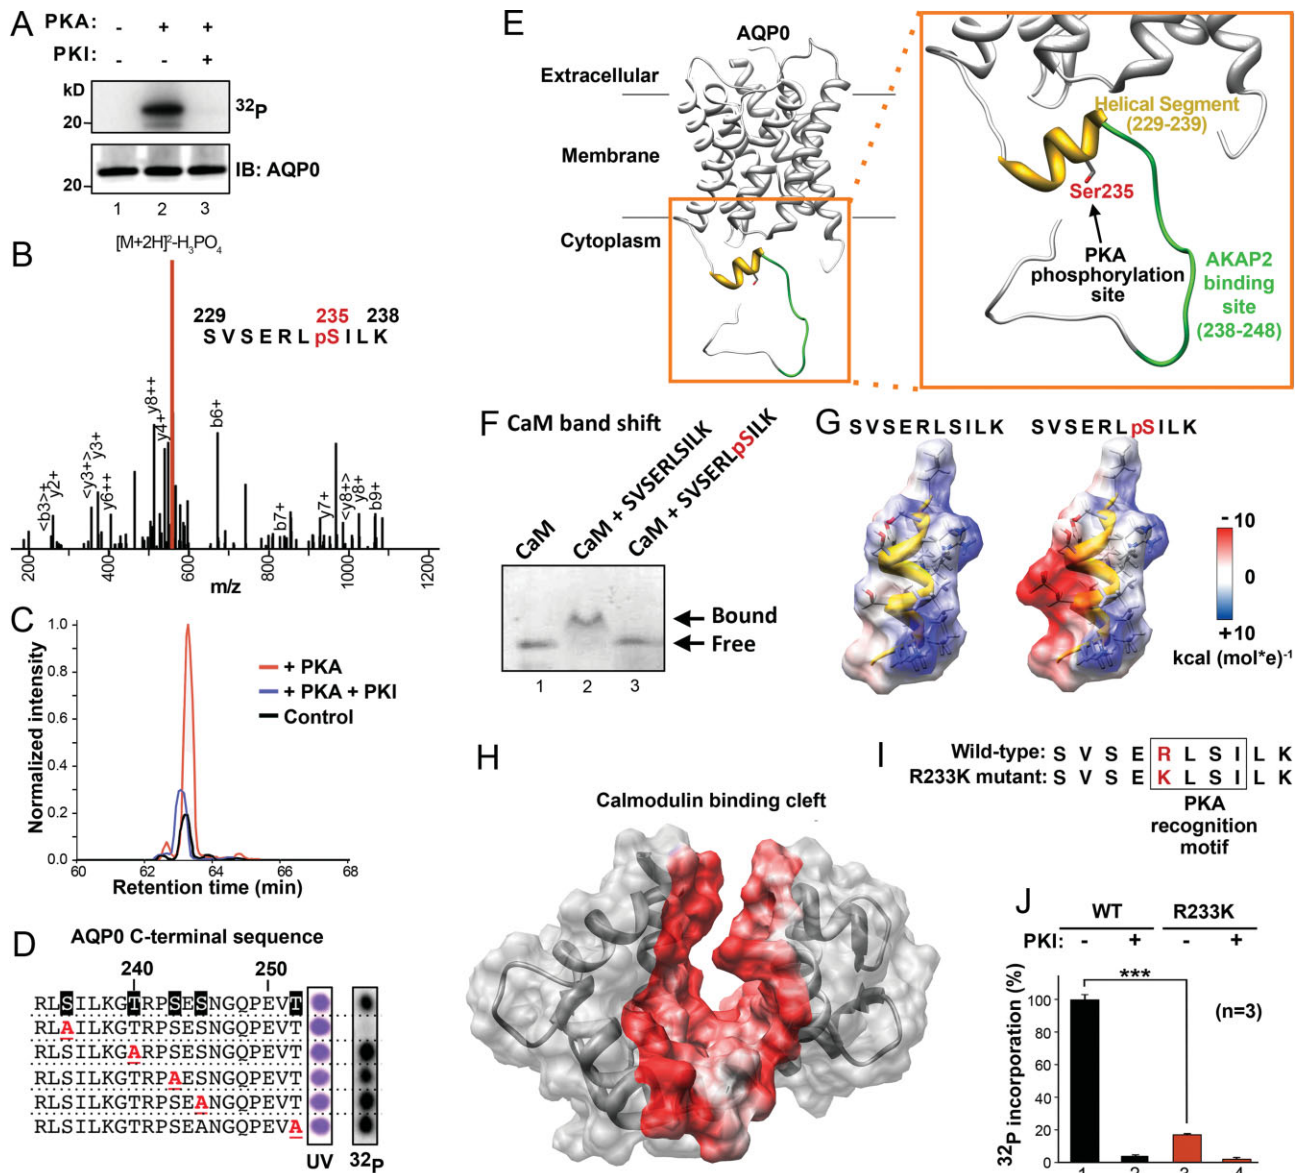 A
PKA: - + +
PKI: - - +
kD
20
32P
20
IB: AQP0
1 2 3
B
[M+2H]2-H3PO4
229 235 238
S V S E R L pS I L K
<b3>+
y2+
<y3+>
y3+
y6++
y8++
y4+
b6+
b7+
y7+
<y8+>
y8+
b9+
200 400 600 800 1000 1200
m/z
C
Normalized intensity
1.0
0.8
0.6
0.4
0.2
0.0
+ PKA
+ PKA + PKI
Control
60 62 64 66 68
Retention time (min)
D
AQP0 C-terminal sequence
240 250
RLSILKGTRPSESNGQPEVT
RLAILKGTRPSESNGQPEVT
RLSILKGARPSESNGQPEVT
RLSILKGTRPAESNGQPEVT
RLSILKGTRPSEANGQPEVT
RLSILKGTRPSEANGQPEVA
UV 32P
E
AQP0
Extracellular
Membrane
Cytoplasm
Helical Segment
(229-239)
Ser235
PKA
phosphorylation
site
AKAP2
binding
site
(238-248)
F
CaM band shift
CaM
CaM + SVSERLSILK
CaM + SVSERLpSILK
Bound
Free
1 2 3
G
S V S E R L S I L K
S V S E R L pS I L K
- 10
0
+10
kcal (mol*e)-1
H
Calmodulin binding cleft
I
Wild-type: S V S E R L S I L K
R233K mutant: S V S E K L S I L K
PKA
recognition
motif
J
WT R233K
PKI: - + - +
***
(n=3)
32P incorporation (%)
100
80
60
40
20
0
1 2 3 4